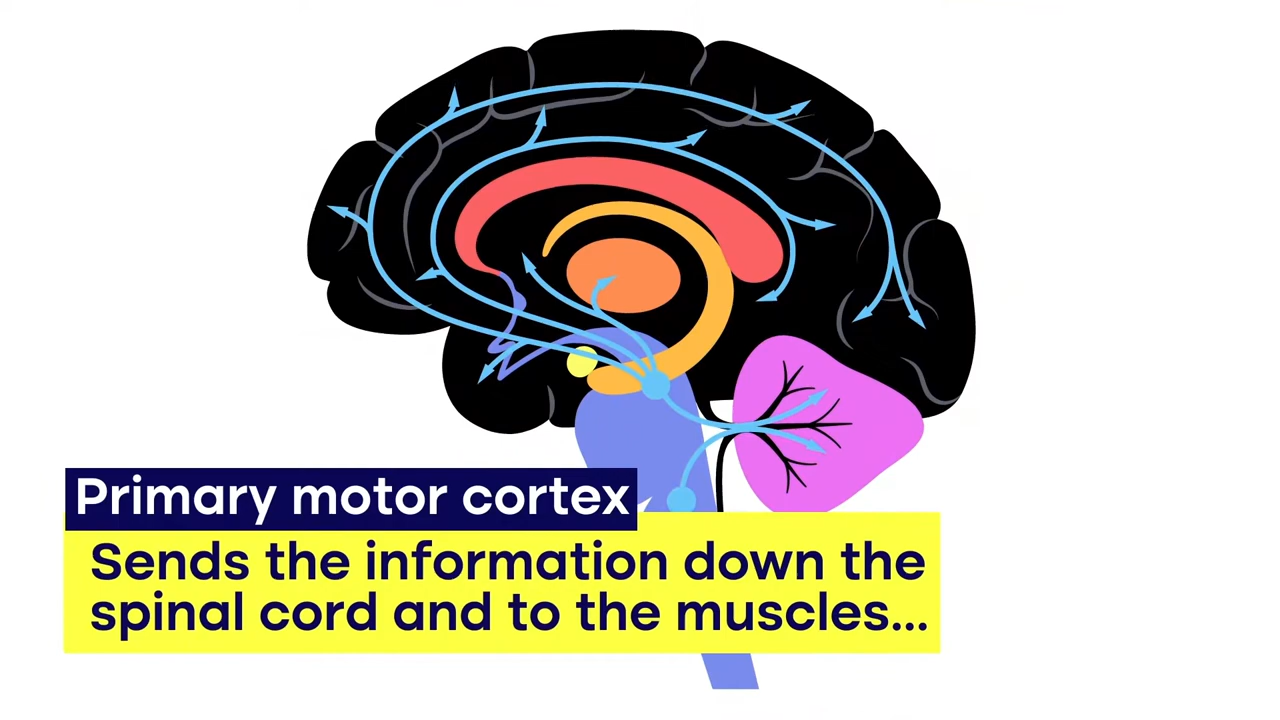 Primary motor cortex
Sends the information down the
spinal cord and to the muscles...